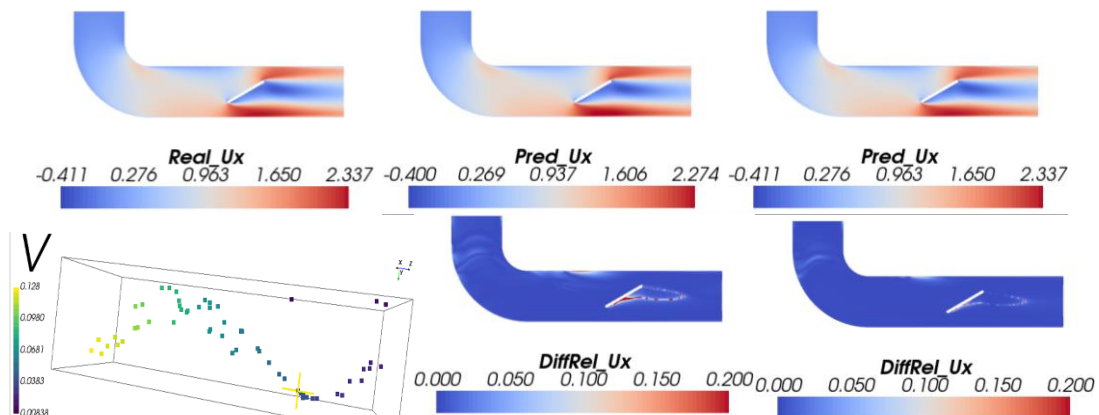 Real_Ux
-0.411 0.276 0.963 1.650 2.337
Pred_Ux
-0.400 0.269 0.937 1.606 2.274
Pred_Ux
-0.411 0.276 0.963 1.650 2.337
V
0.128
0.0980
0.0681
0.0383
0.00838
X
Z
Y
DiffRel_Ux
0.000 0.050 0.100 0.150 0.200
DiffRel_Ux
0.000 0.050 0.100 0.150 0.200